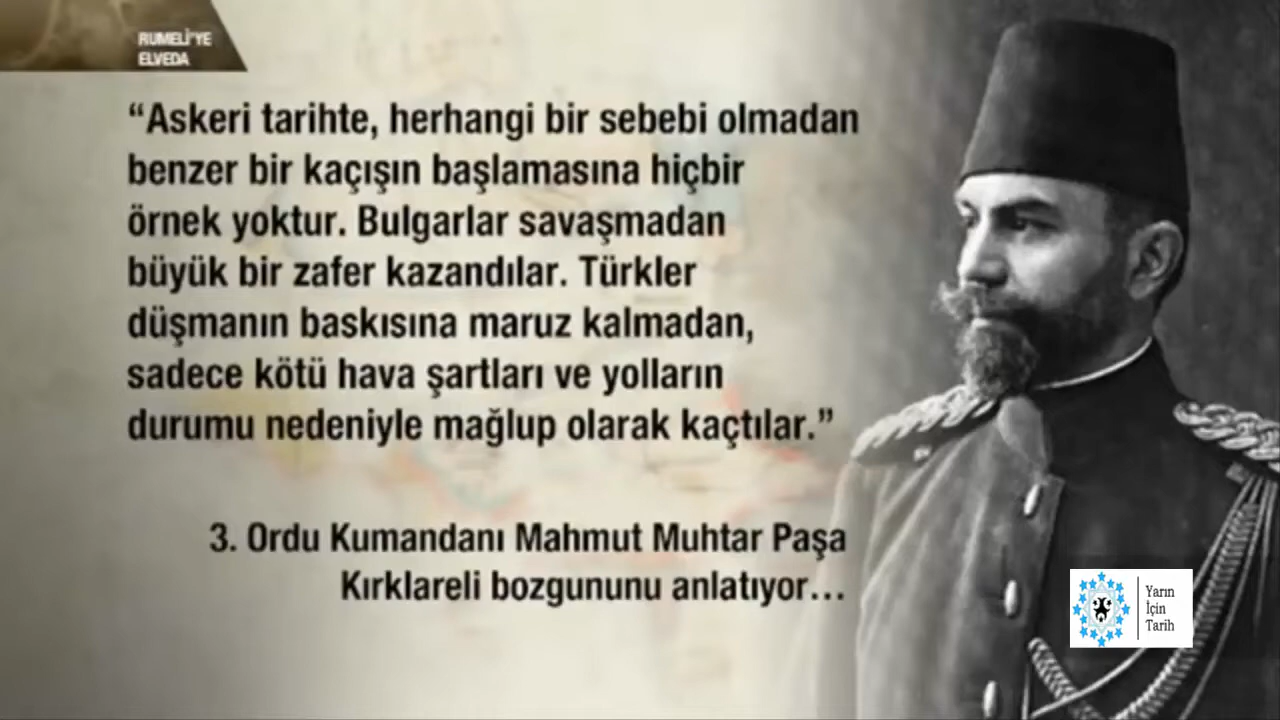 RUMELİ'YE
ELVEDA
“Askeri tarihte, herhangi bir sebebi olmadan
benzer bir kaçışın başlamasına hiçbir
örnek yoktur. Bulgarlar savaşmadan
büyük bir zafer kazandılar. Türkler
düşmanın baskısına maruz kalmadan,
sadece kötü hava şartları ve yolların
durumu nedeniyle mağlup olarak kaçtılar.”
3. Ordu Kumandanı Mahmut Muhtar Paşa
Kırklareli bozgununu anlatıyor...
Yarın
İçin
Tarih